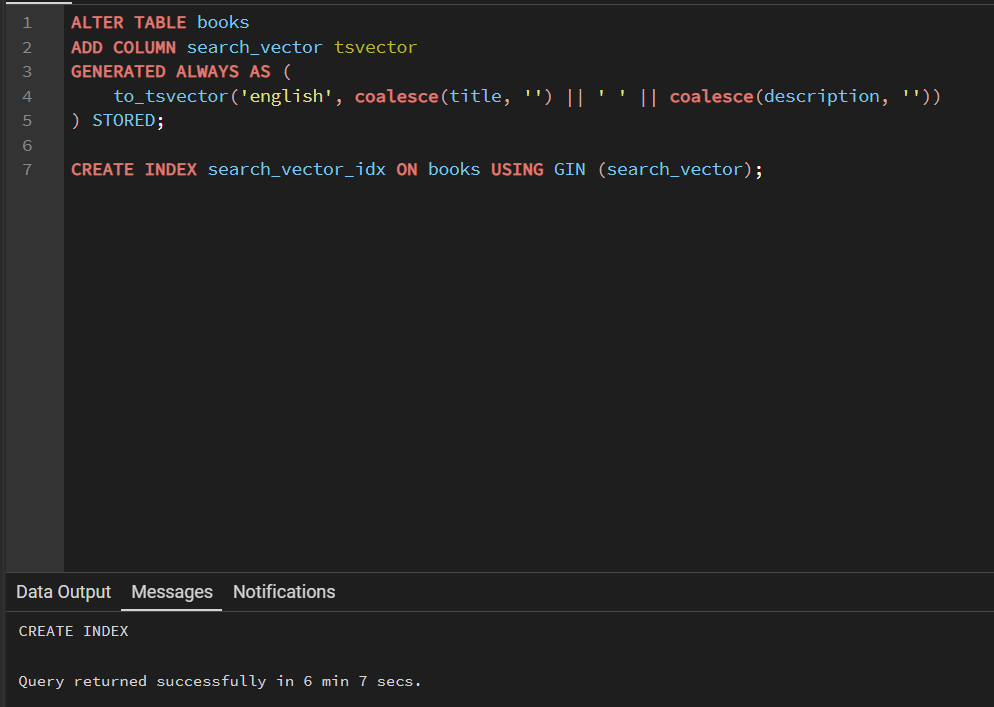 1 ALTER TABLE books
2 ADD COLUMN search_vector tsvector
3 GENERATED ALWAYS AS (
4     to_tsvector('english', coalesce(title, '') || ' ' || coalesce(description, ''))
5 ) STORED;
6
7 CREATE INDEX search_vector_idx ON books USING GIN (search_vector);
Data Output Messages Notifications
CREATE INDEX
Query returned successfully in 6 min 7 secs.